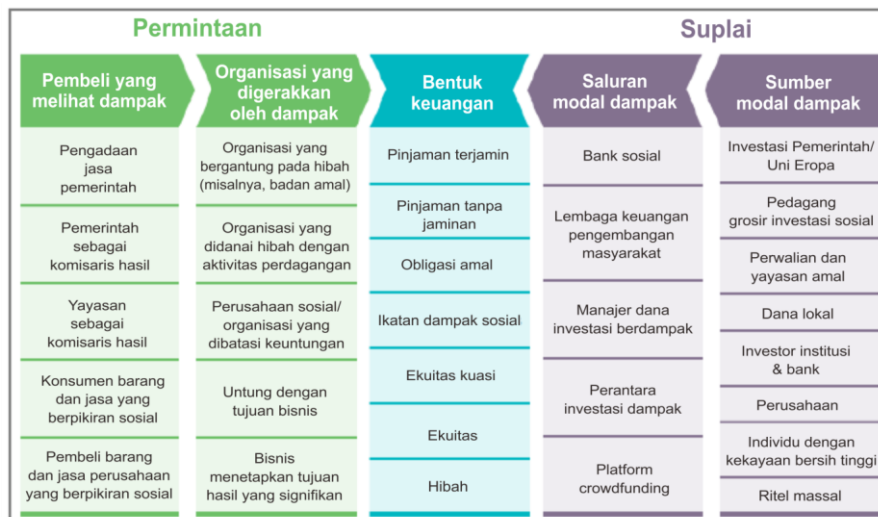 Permintaan
Suplai
Pembeli yang
melihat dampak
Organisasi yang
digerakkan
oleh dampak
Bentuk
keuangan
Saluran
modal dampak
Sumber
modal dampak
Pengadaan
jasa
pemerintah
Pemerintah
sebagai
komisaris hasil
Yayasan
sebagai
komisaris hasil
Konsumen barang
dan jasa yang
berpikiran sosial
Pembeli barang
dan jasa perusahaan
yang berpikiran sosial
Organisasi yang
bergantung pada hibah
(misalnya, badan amal)
Organisasi yang
didanai hibah dengan
aktivitas perdagangan
Perusahaan sosial/
organisasi yang
dibatasi keuntungan
Untung dengan
tujuan bisnis
Bisnis
menetapkan tujuan
hasil yang signifikan
Pinjaman terjamin
Pinjaman tanpa
jaminan
Obligasi amal
Ikatan dampak sosial
Ekuitas kuasi
Ekuitas
Hibah
Bank sosial
Lembaga keuangan
pengembangan
masyarakat
Manajer dana
investasi berdampak
Perantara
investasi dampak
Platform
crowdfunding
Investasi Pemerintah/
Uni Eropa
Pedagang
grosir investasi sosial
Perwalian dan
yayasan amal
Dana lokal
Investor institusi
& bank
Perusahaan
Individu dengan
kekayaan bersih tinggi
Ritel massal